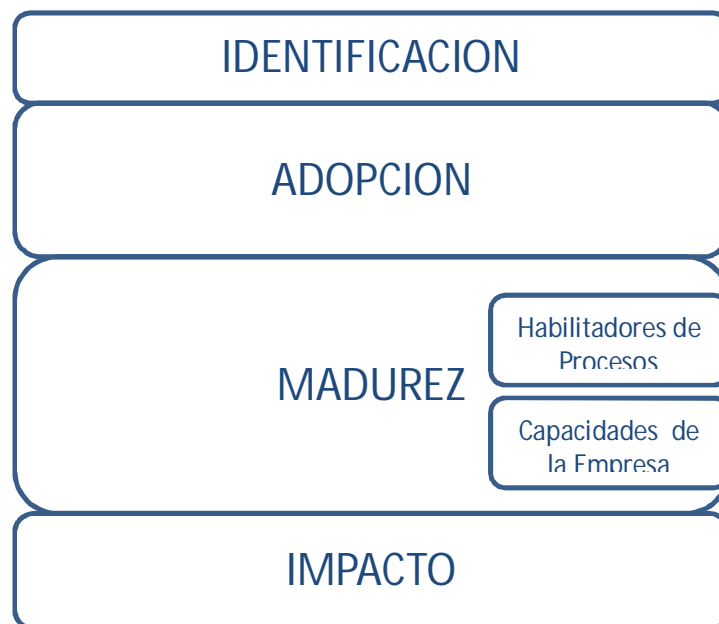 IDENTIFICACION
ADOPCION
MADUREZ
Habilitadores de
Procesos
Capacidades de
la Empresa
IMPACTO